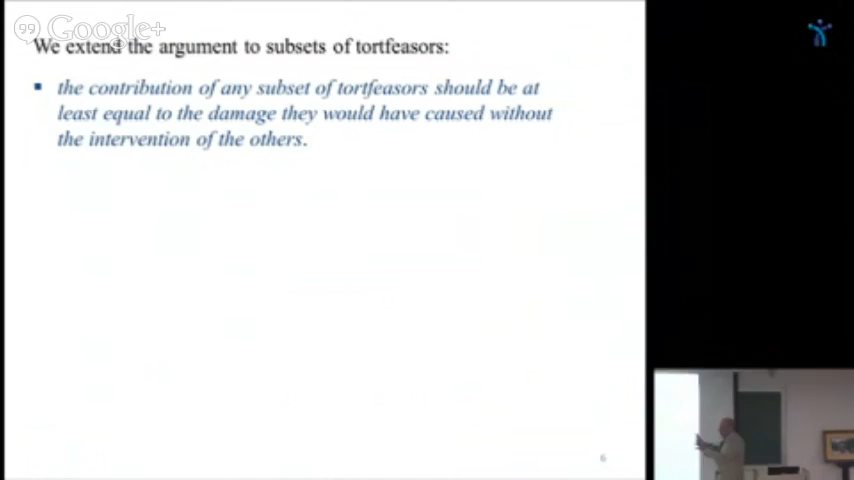 Google+
We extend the argument to subsets of tortfeasors:
▪ the contribution of any subset of tortfeasors should be at
least equal to the damage they would have caused without
the intervention of the others.
6